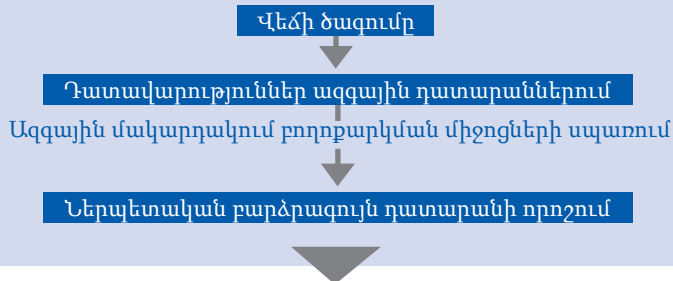 Վեճի ծագումը
Դատավարություններ ազգային դատարաններում
Ազգային մակարդակում բողոքարկման միջոցների սպառում
Ներպետական բարձրագույն դատարանի որոշում